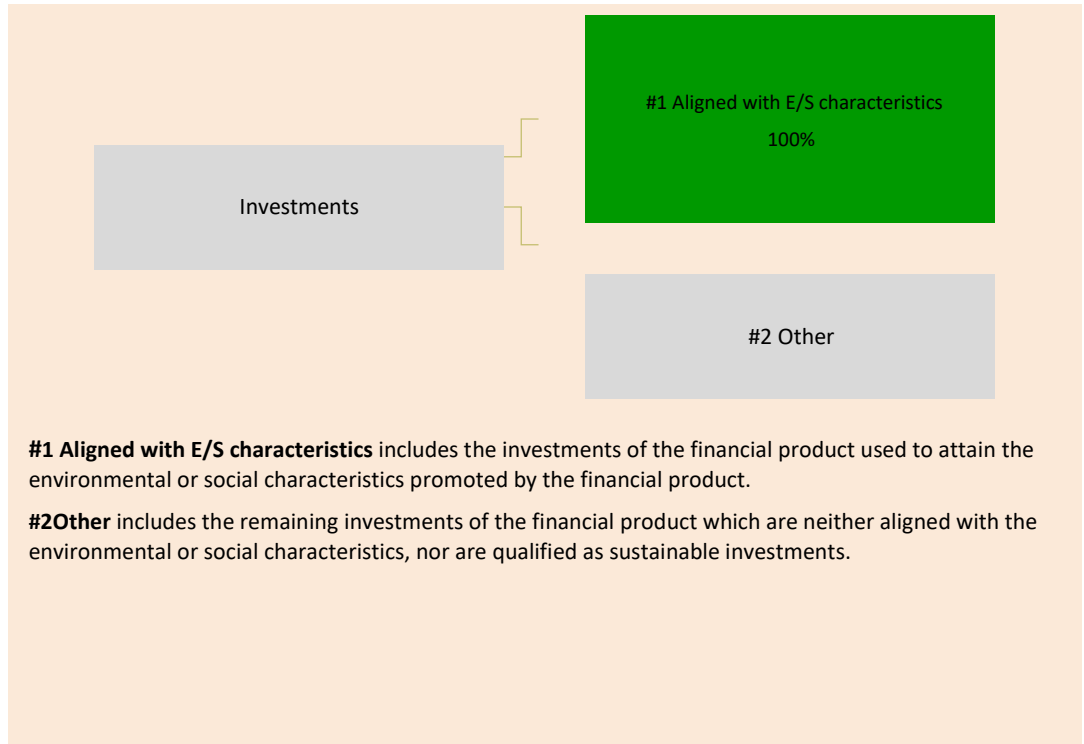 #1 Aligned with E/S characteristics
100%
Investments
#2 Other
#1 Aligned with E/S characteristics includes the investments of the financial product used to attain the
environmental or social characteristics promoted by the financial product.
#2Other includes the remaining investments of the financial product which are neither aligned with the
environmental or social characteristics, nor are qualified as sustainable investments.